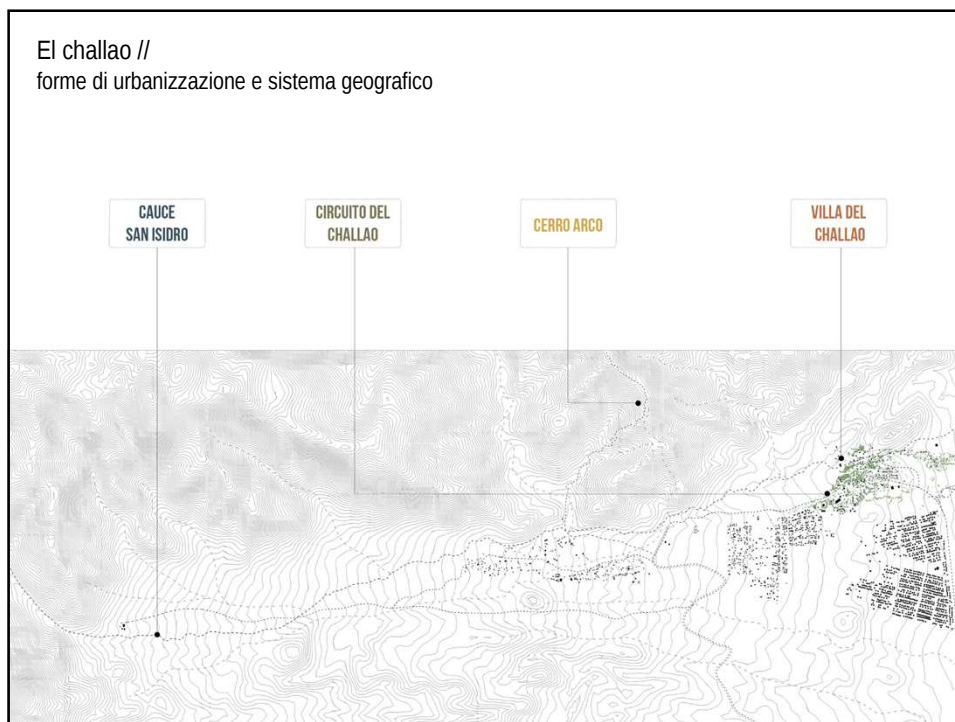 El challao //
forme di urbanizzazione e sistema geografico
CAUCE
SAN ISIDRO
CIRCUITO DEL
CHALLAO
CERRO ARCO
VILLA DEL
CHALLAO